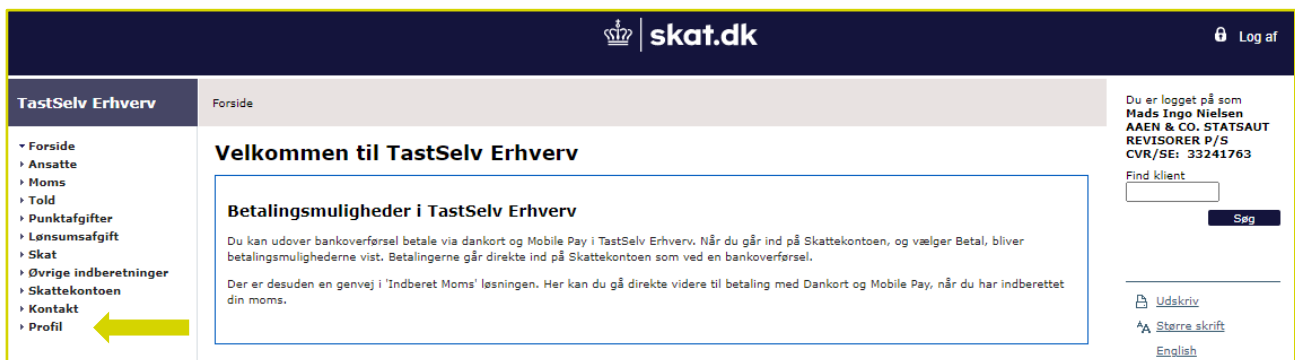 skat.dk
Log af
TastSelv Erhverv
Forside
Ansatte
Moms
Told
Punktafgifter
Lønsumsafgift
Skat
Øvrige indberetninger
Skattekontoen
Kontakt
Profil
Forside
Velkommen til TastSelv Erhverv
Betalingsmuligheder i TastSelv Erhverv
Du kan udover bankoverførsel betale via dankort og Mobile Pay i TastSelv Erhverv. Når du går ind på Skattekontoen, og vælger Betal, bliver
betalingsmulighederne vist. Betalingerne går direkte ind på Skattekontoen som ved en bankoverførsel.
Der er desuden en genvej i 'Indberet Moms' løsningen. Her kan du gå direkte videre til betaling med Dankort og Mobile Pay, når du har indberettet
din moms.
Du er logget på som
Mads Ingo Nielsen
AAEN & CO. STATSAUT
REVISORER P/S
CVR/SE: 33241763
Find klient
Søg
Udskriv
AA Større skrift
English